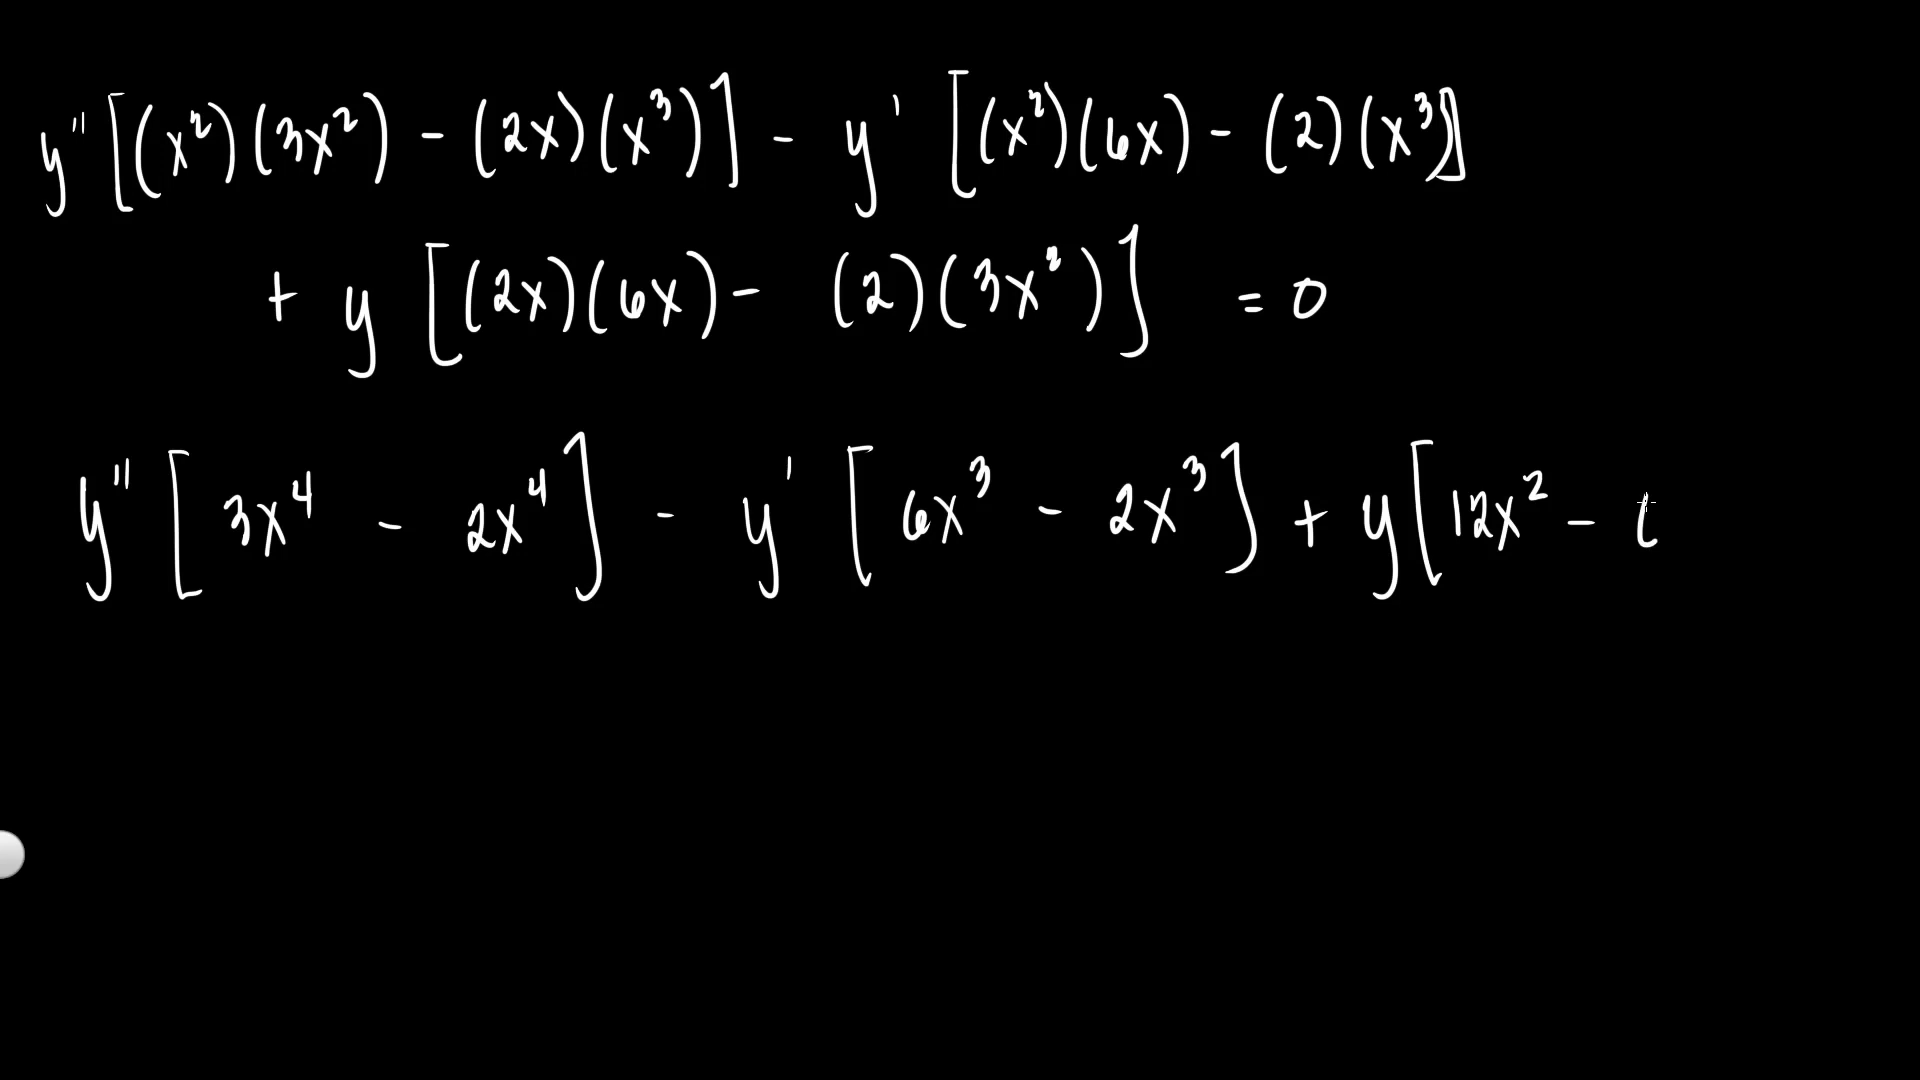 y''[(x²)(3x²) - (2x)(x³)] - y'[(x²)(6x) - (2)(x³)]
+ y[(2x)(6x) - (2)(3x²)] = 0
y''[3x⁴ - 2x⁴] - y'[6x³ - 2x³] + y[12x² -